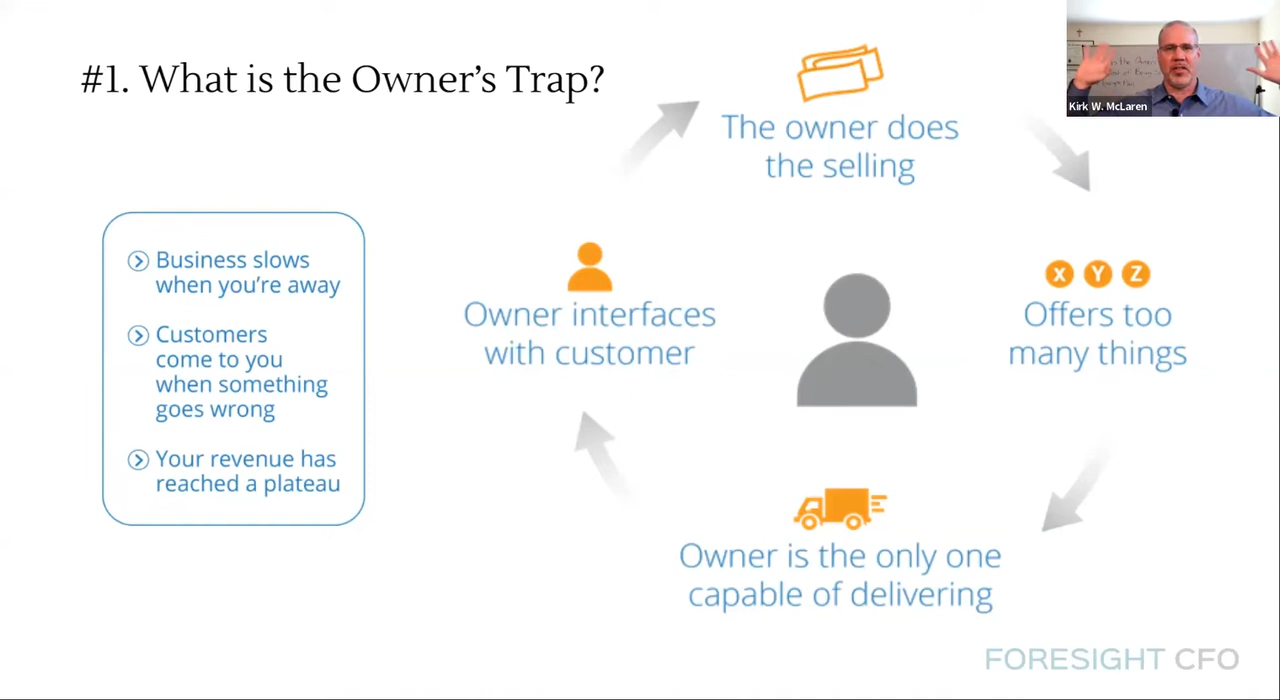 #1. What is the Owner's Trap?
Kirk W. McLaren
The owner does
the selling
X Y Z
Offers too
many things
Owner is the only one
capable of delivering
Owner interfaces
with customer
Business slows
when you're away
Customers
come to you
when something
goes wrong
Your revenue has
reached a plateau
FORESIGHT CFO